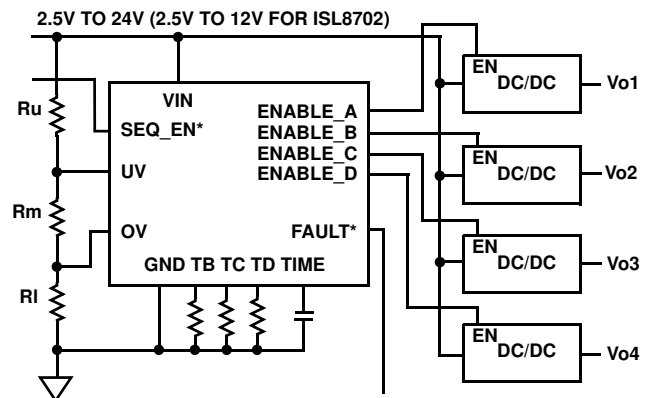 2.5V TO 24V (2.5V TO 12V FOR ISL8702)
Ru
Rm
Rl
VIN
SEQ_EN*
UV
OV
ENABLE_A
ENABLE_B
ENABLE_C
ENABLE_D
FAULT*
GND TB TC TD TIME
EN
DC/DC
Vo1
EN
DC/DC
Vo2
EN
DC/DC
Vo3
EN
DC/DC
Vo4